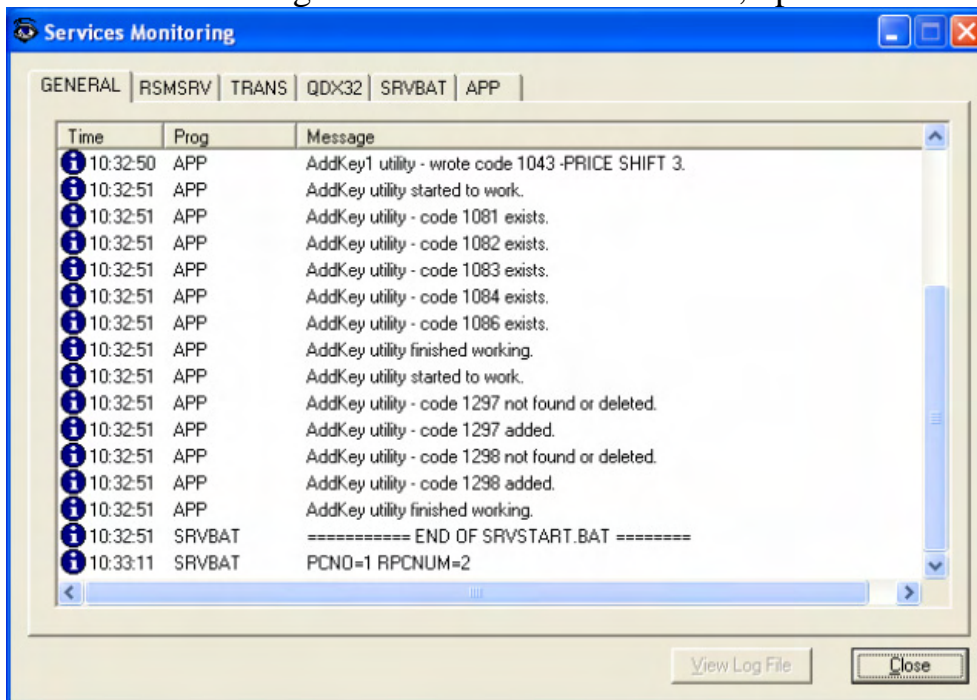 Services Monitoring
GENERAL RSMSRV TRANS QDX32 SRVBAT APP
Time Prog Message
10:32:50 APP AddKey1 utility - wrote code 1043 -PRICE SHIFT 3.
10:32:51 APP AddKey utility started to work.
10:32:51 APP AddKey utility - code 1081 exists.
10:32:51 APP AddKey utility - code 1082 exists.
10:32:51 APP AddKey utility - code 1083 exists.
10:32:51 APP AddKey utility - code 1084 exists.
10:32:51 APP AddKey utility - code 1086 exists.
10:32:51 APP AddKey utility finished working.
10:32:51 APP AddKey utility started to work.
10:32:51 APP AddKey utility - code 1297 not found or deleted.
10:32:51 APP AddKey utility - code 1297 added.
10:32:51 APP AddKey utility - code 1298 not found or deleted.
10:32:51 APP AddKey utility - code 1298 added.
10:32:51 APP AddKey utility finished working.
10:32:51 SRVBAT =========== END OF SRVSTART.BAT ========
10:33:11 SRVBAT PCNO=1 RPCNUM=2
View Log File Close